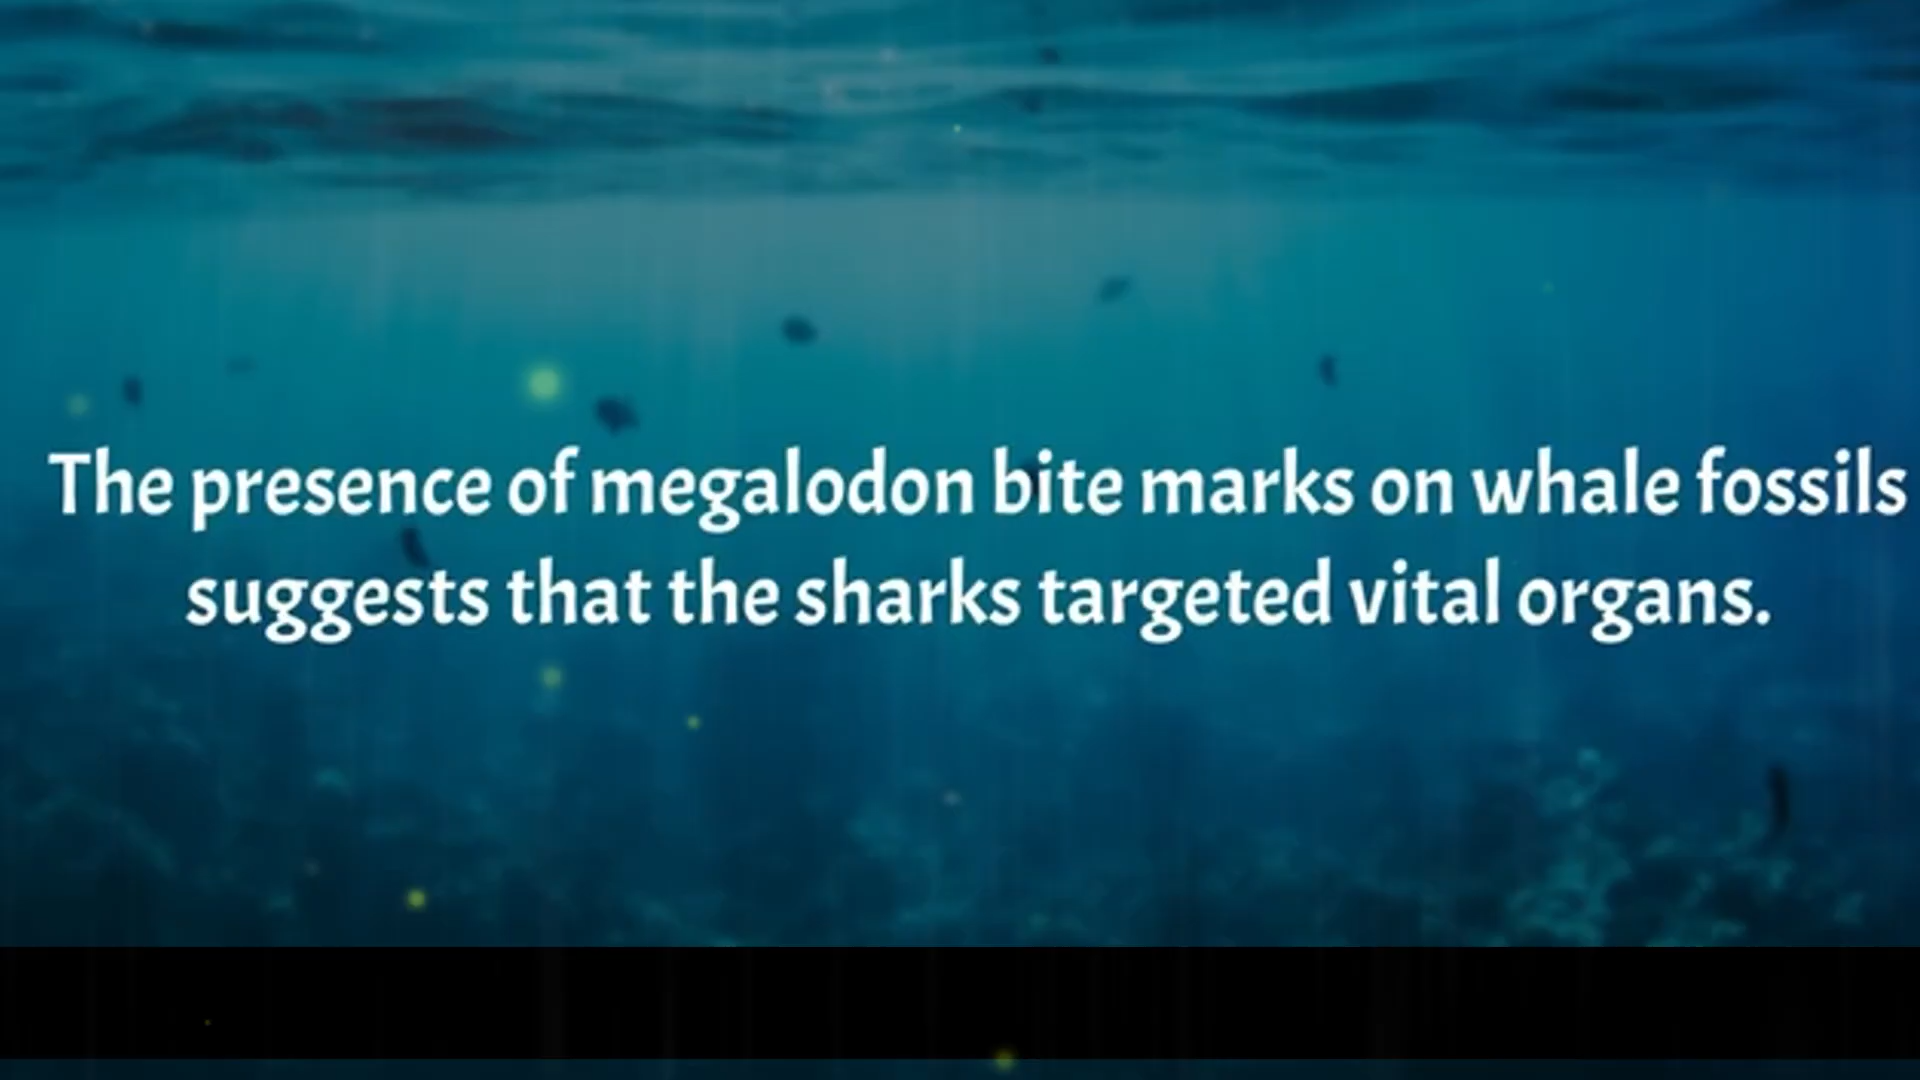 The presence of megalodon bite marks on whale fossils
suggests that the sharks targeted vital organs.